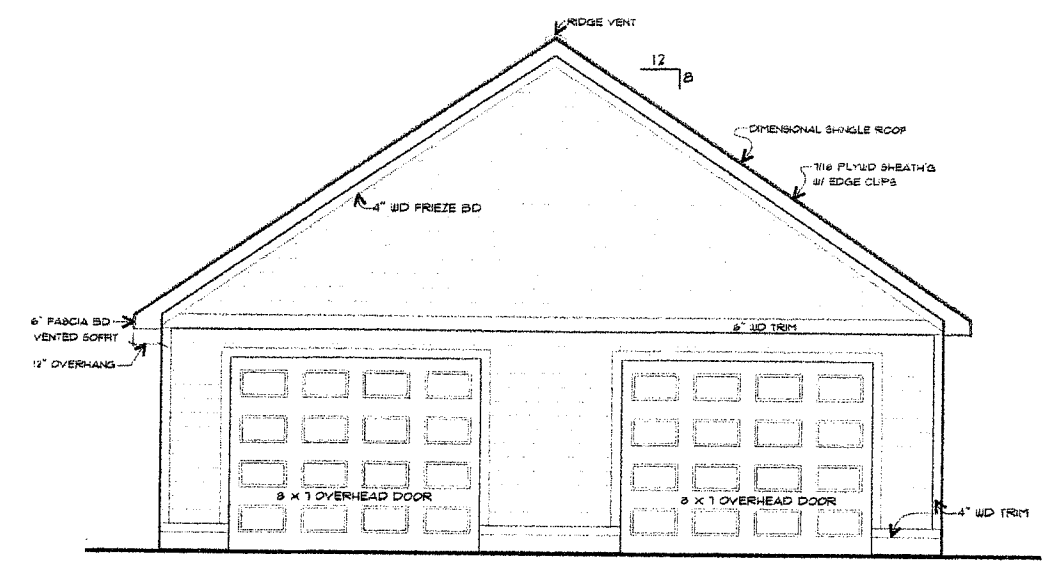 RIDGE VENT
12
8
DIMENSIONAL SHINGLE ROOF
7/16 PLYWD SHEATH'G
W/ EDGE CLIPS
4" WD FRIEZE BD
6" FASCIA BD
VENTED SOFFIT
12" OVERHANG
6" WD TRIM
8 X 7 OVERHEAD DOOR
8 X 7 OVERHEAD DOOR
4" WD TRIM